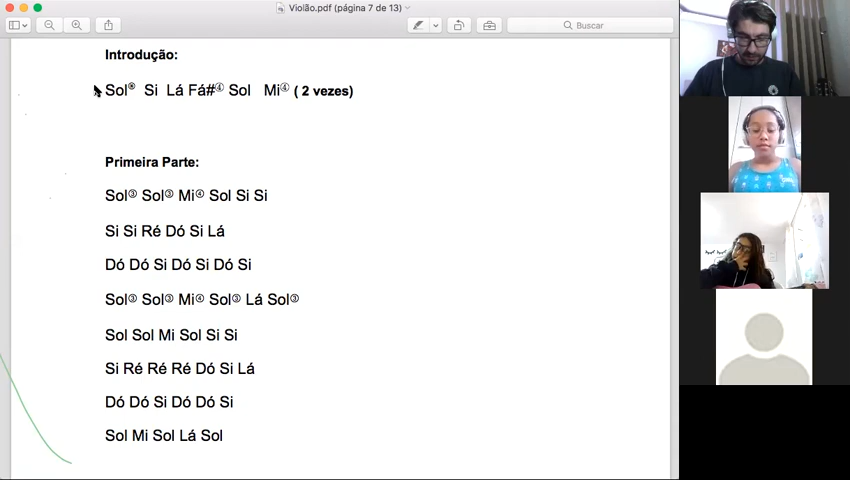 Violão.pdf (página 7 de 13)
Buscar
Introdução:
Sol® Si Lá Fá#④ Sol Mi④ ( 2 vezes)
Primeira Parte:
Sol③ Sol③ Mi④ Sol Si Si
Si Si Ré Dó Si Lá
Dó Dó Si Dó Si Dó Si
Sol③ Sol③ Mi④ Sol③ Lá Sol③
Sol Sol Mi Sol Si Si
Si Ré Ré Ré Dó Si Lá
Dó Dó Si Dó Dó Si
Sol Mi Sol Lá Sol